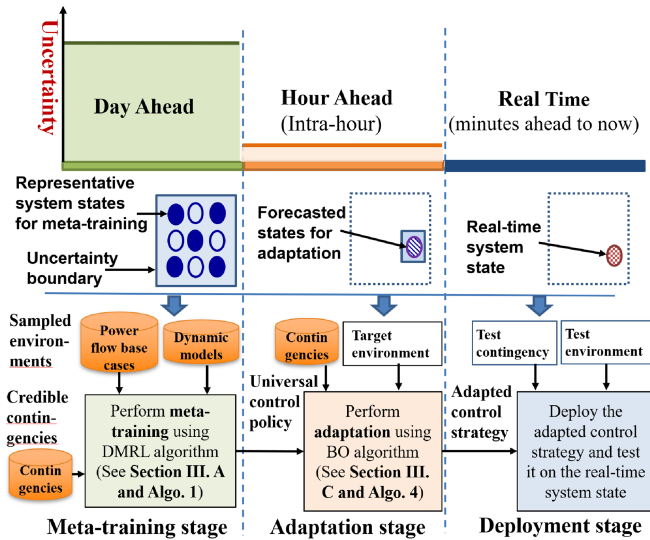 Uncertainty
Day Ahead
Hour Ahead
(Intra-hour)
Real Time
(minutes ahead to now)
Representative
system states
for meta-training
Uncertainty
boundary
Forecasted
states for
adaptation
Real-time
system
state
Sampled
environ-
ments
Power
flow base
cases
Dynamic
models
Contin
gencies
Target
environment
Test
contingency
Test
environment
Credible
contin-
gencies
Contin
gencies
Perform meta-
training using
DMRL algorithm
(See Section III. A
and Algo. 1)
Universal
control
policy
Perform
adaptation using
BO algorithm
(See Section III.
C and Algo. 4)
Adapted
control
strategy
Deploy the
adapted control
strategy and test
it on the real-time
system state
Meta-training stage
Adaptation stage
Deployment stage